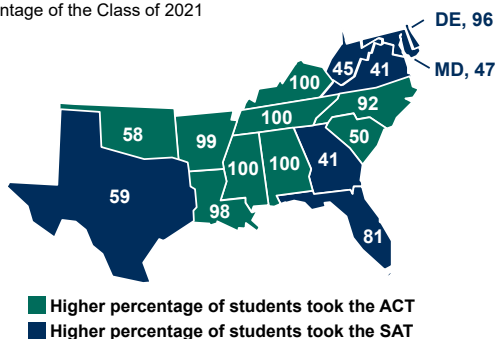 ntage of the Class of 2021
DE, 96
45
41
MD, 47
100
92
100
58
99
50
100
100
41
59
98
81
Higher percentage of students took the ACT
Higher percentage of students took the SAT